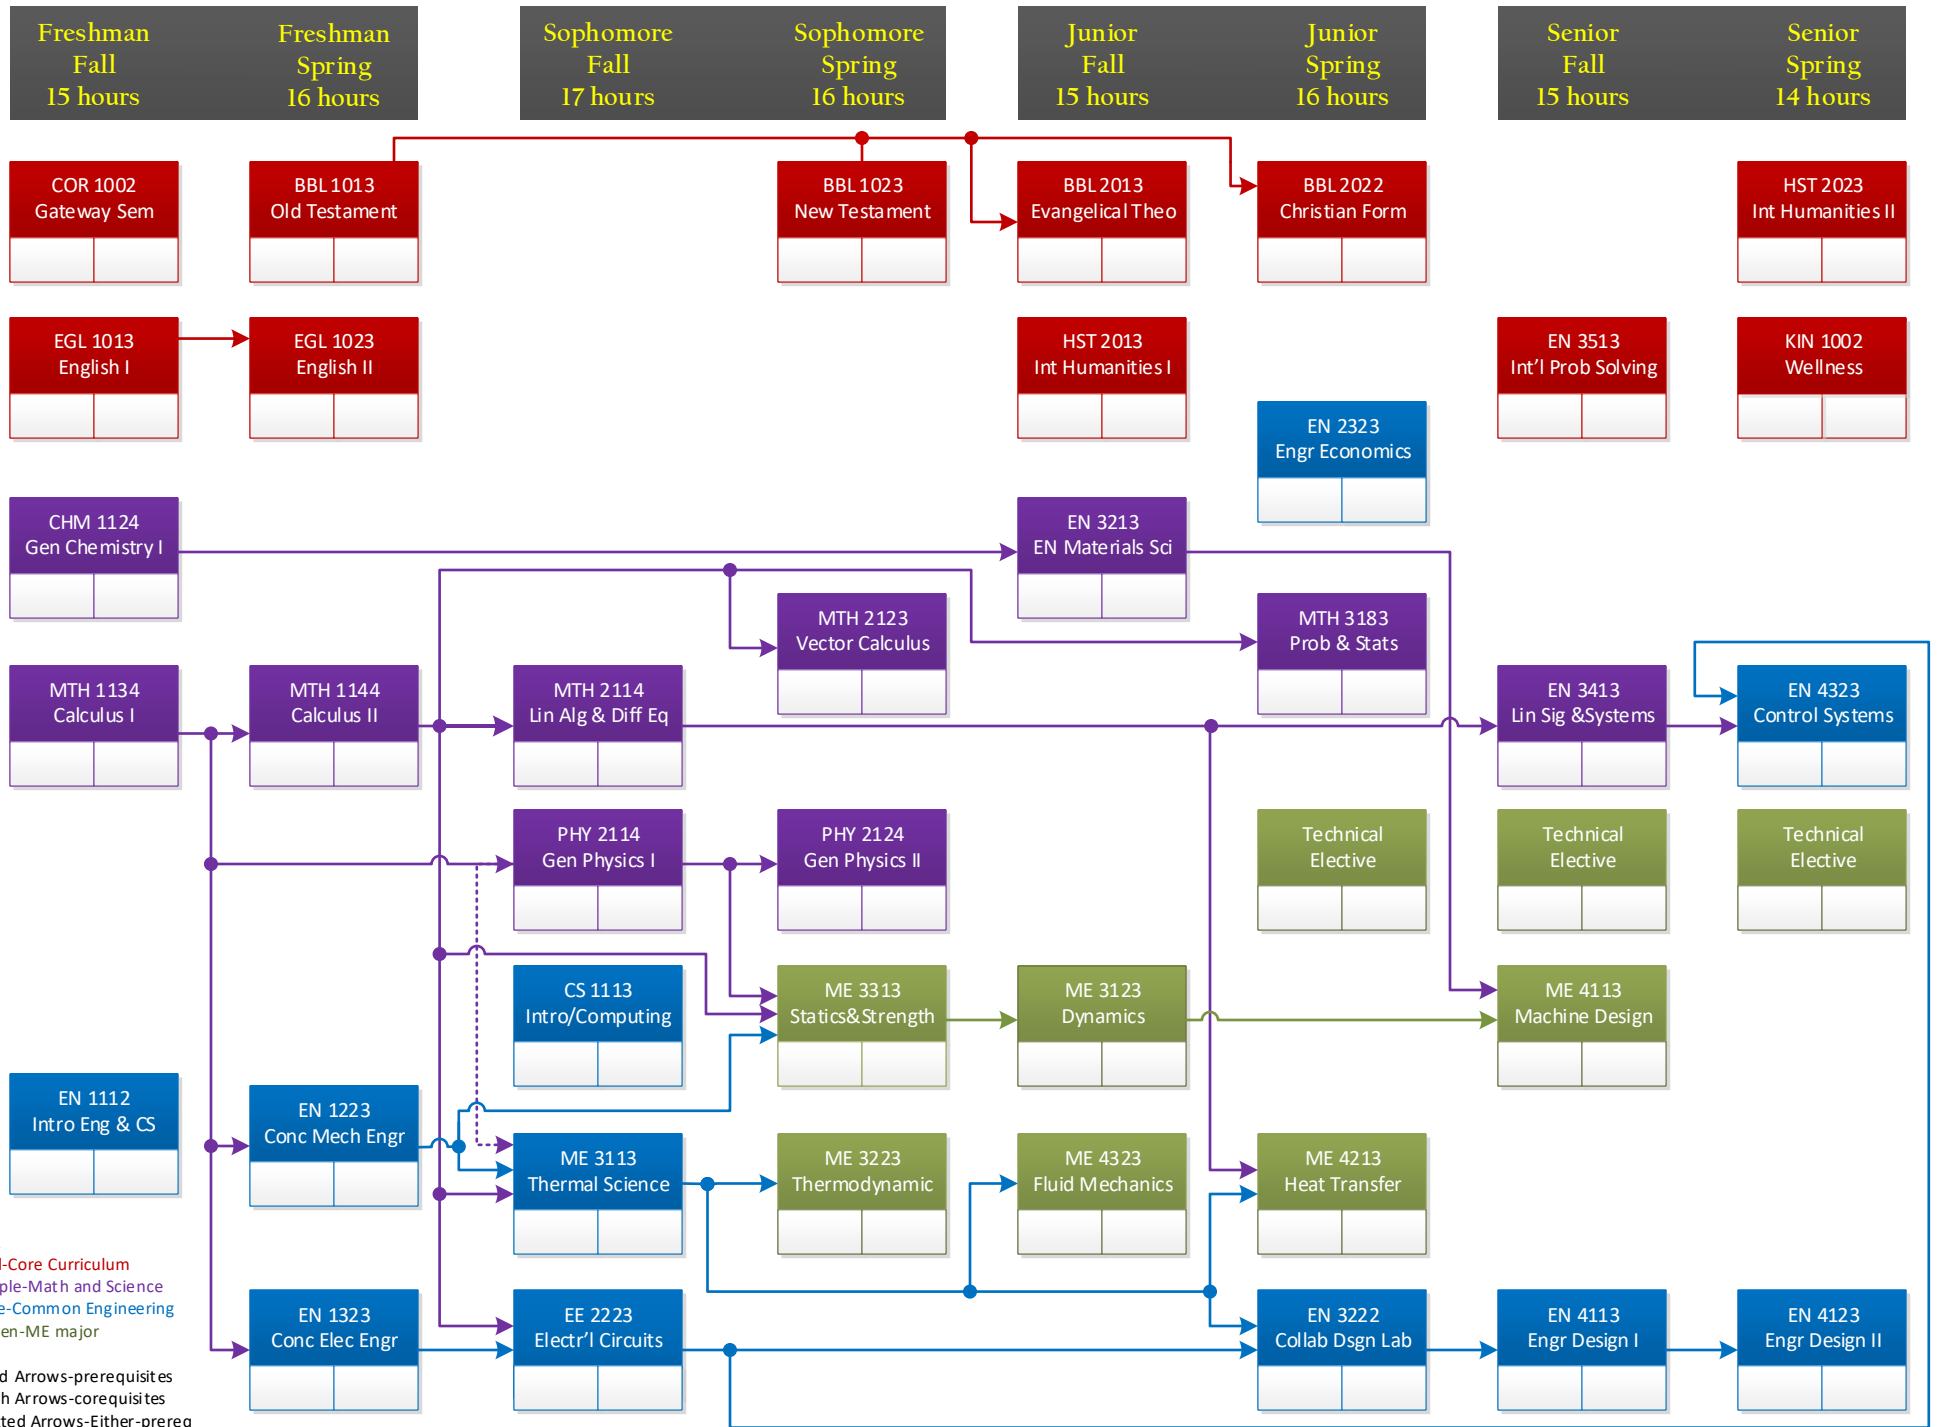 Freshman
Fall
15 hours
Freshman
Spring
16 hours
Sophomore
Fall
17 hours
Sophomore
Spring
16 hours
Junior
Fall
15 hours
Junior
Spring
16 hours
Senior
Fall
15 hours
Senior
Spring
14 hours
COR 1002
Gateway Sem
BBL 1013
Old Testament
BBL 1023
New Testament
BBL 2013
Evangelical Theo
BBL 2022
Christian Form
HST 2023
Int Humanities II
EGL 1013
English I
EGL 1023
English II
HST 2013
Int Humanities I
EN 3513
Int'l Prob Solving
KIN 1002
Wellness
EN 2323
Engr Economics
CHM 1124
Gen Chemistry I
EN 3213
EN Materials Sci
MTH 2123
Vector Calculus
MTH 3183
Prob & Stats
MTH 1134
Calculus I
MTH 1144
Calculus II
MTH 2114
Lin Alg & Diff Eq
EN 3413
Lin Sig &Systems
EN 4323
Control Systems
PHY 2114
Gen Physics I
PHY 2124
Gen Physics II
Technical
Elective
Technical
Elective
Technical
Elective
CS 1113
Intro/Computing
ME 3313
Statics&Strength
ME 3123
Dynamics
ME 4113
Machine Design
EN 1112
Intro Eng & CS
EN 1223
Conc Mech Engr
ME 3113
Thermal Science
ME 3223
Thermodynamic
ME 4323
Fluid Mechanics
ME 4213
Heat Transfer
EN 1323
Conc Elec Engr
EE 2223
Electr'l Circuits
EN 3222
Collab Dsgn Lab
EN 4113
Engr Design I
EN 4123
Engr Design II
d-Core Curriculum
ple-Math and Science
e-Common Engineering
en-ME major
d Arrows-prerequisites
h Arrows-corequisites
ted Arrows-Either-prereq